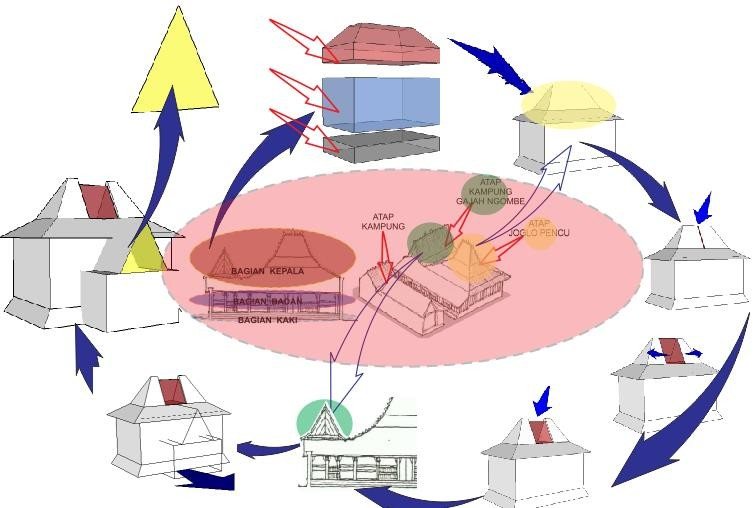 ATAP
KAMPUNG
GAJAH NGOMBE
ATAP
KAMPUNG
ATAP
JOGLO PENCU
BAGIAN KEPALA
BAGIAN BADAN
BAGIAN KAKI